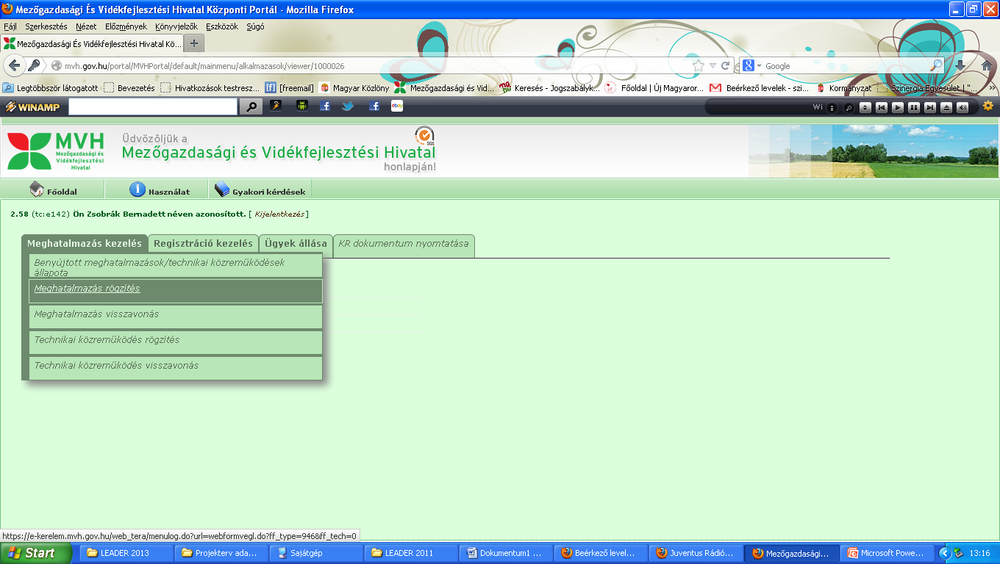 Mezőgazdasági És Vidékfejlesztési Hivatal Központi Portál - Mozilla Firefox
Fájl Szerkesztés Nézet Előzmények Könyvjelzők Eszközök Súgó
Mezőgazdasági És Vidékfejlesztési Hivatal Kö...
mvh.gov.hu/portal/MVHPortal/default/mainmenu/alkalmazasok/viewer/1000026
Google
Legtöbbször látogatott Bevezetés Hivatkozások testresz... [freemail] Magyar Közlöny Mezőgazdasági és Vid... Keresés - Jogszabályk... Főoldal | Új Magyaror... Beérkező levelek - szi... Kormányzat Szinergia Egyesület | "...
WINAMP
ebay
Wi
MVH
Mezőgazdasági és
Vidékfejlesztési
Hivatal
Üdvözöljük a
Mezőgazdasági és Vidékfejlesztési Hivatal
honlapján!
SGS
Főoldal
Használat
Gyakori kérdések
2.58 (tc:e142) Ön Zsobrák Bernadett néven azonosított. [ Kijelentkezés ]
Meghatalmazás kezelés Regisztráció kezelés Ügyek állása KR dokumentum nyomtatása
Benyújtott meghatalmazások/technikai közreműködések
állapota
Meghatalmazás rögzítés
Meghatalmazás visszavonás
Technikai közreműködés rögzítés
Technikai közreműködés visszavonás
https://e-kerelem.mvh.gov.hu/web_tera/menulog.do?url=webformvegl.do?ff_type=946&ff_tech=0
Start LEADER 2013 Projekterv ada... Sajátgép LEADER 2011 Dokumentum1 ... Beérkező level... Juventus Rádió... Mezőgazdasági... Microsoft Powe... 13:16